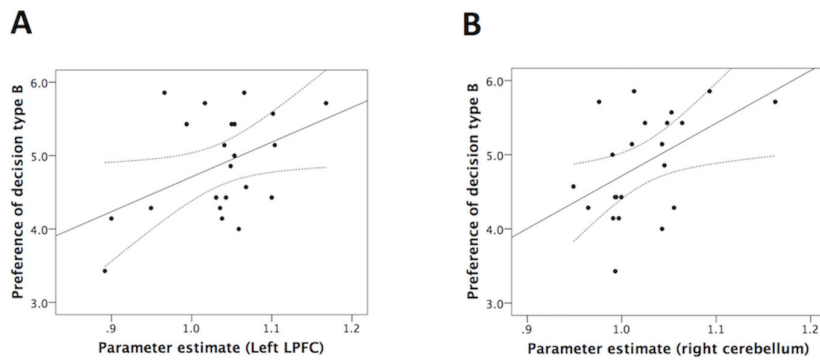 A
B
Preference of decision type B
6.0
5.0
4.0
3.0
.9
1.0
1.1
1.2
Parameter estimate (Left LPFC)
Preference of decision type B
6.0
5.0
4.0
3.0
.9
1.0
1.1
1.2
Parameter estimate (right cerebellum)